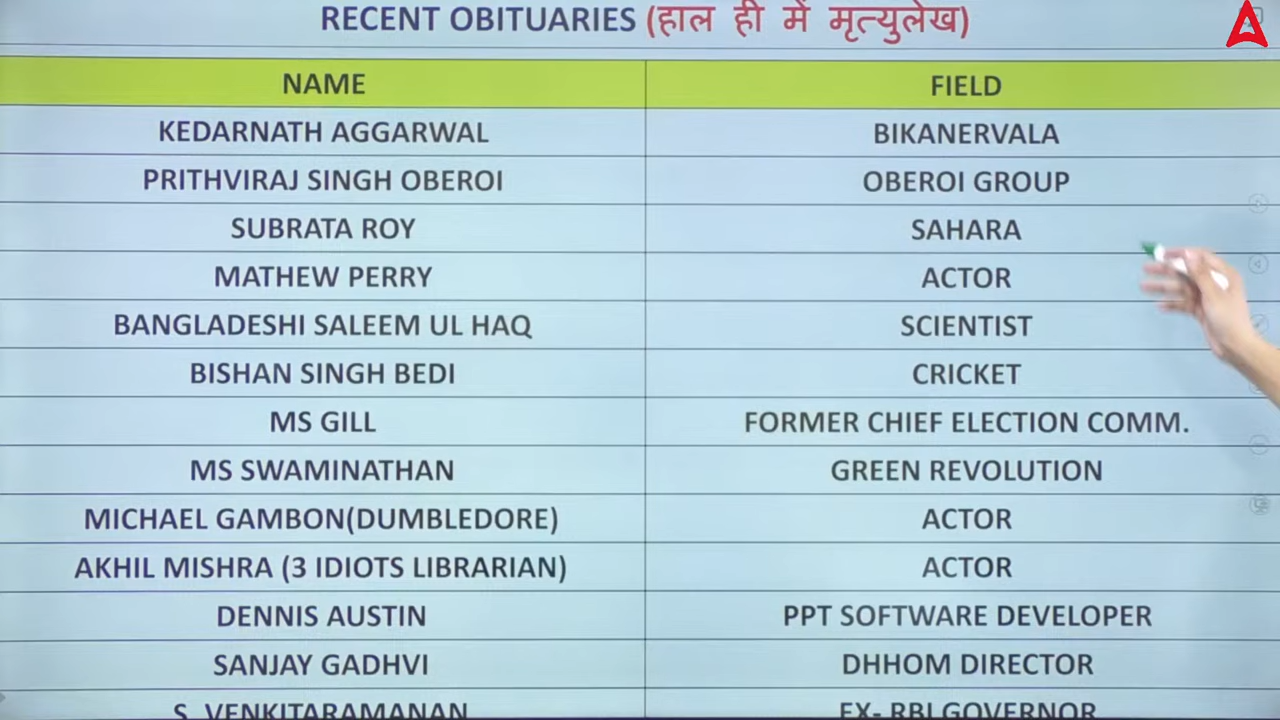 RECENT OBITUARIES (हाल ही में मृत्युलेख)
NAME FIELD
KEDARNATH AGGARWAL BIKANERVALA
PRITHVIRAJ SINGH OBEROI OBEROI GROUP
SUBRATA ROY SAHARA
MATHEW PERRY ACTOR
BANGLADESHI SALEEM UL HAQ SCIENTIST
BISHAN SINGH BEDI CRICKET
MS GILL FORMER CHIEF ELECTION COMM.
MS SWAMINATHAN GREEN REVOLUTION
MICHAEL GAMBON(DUMBLEDORE) ACTOR
AKHIL MISHRA (3 IDIOTS LIBRARIAN) ACTOR
DENNIS AUSTIN PPT SOFTWARE DEVELOPER
SANJAY GADHVI DHHOM DIRECTOR
S. VENKITARAMANAN EX- RBI GOVERNOR